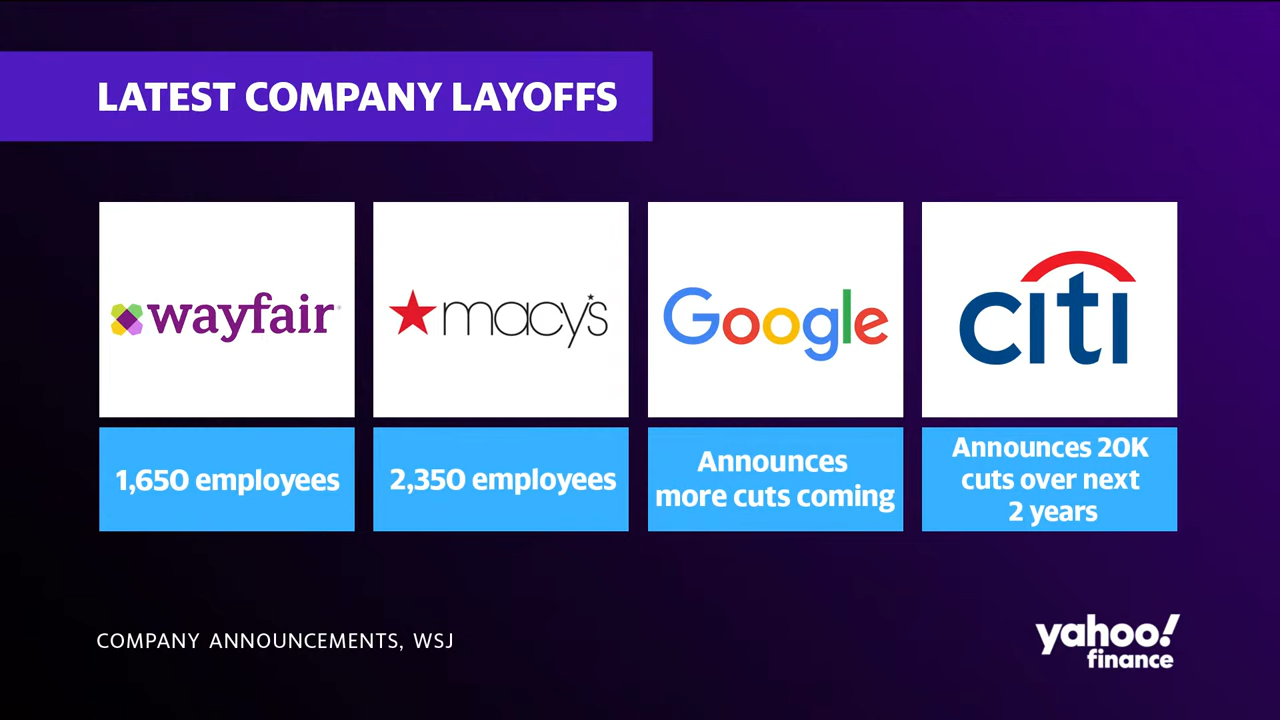 LATEST COMPANY LAYOFFS
wayfair
macy's
Google
citi
1,650 employees
2,350 employees
Announces
more cuts coming
Announces 20K
cuts over next
2 years
COMPANY ANNOUNCEMENTS, WSJ
yahoo!
finance